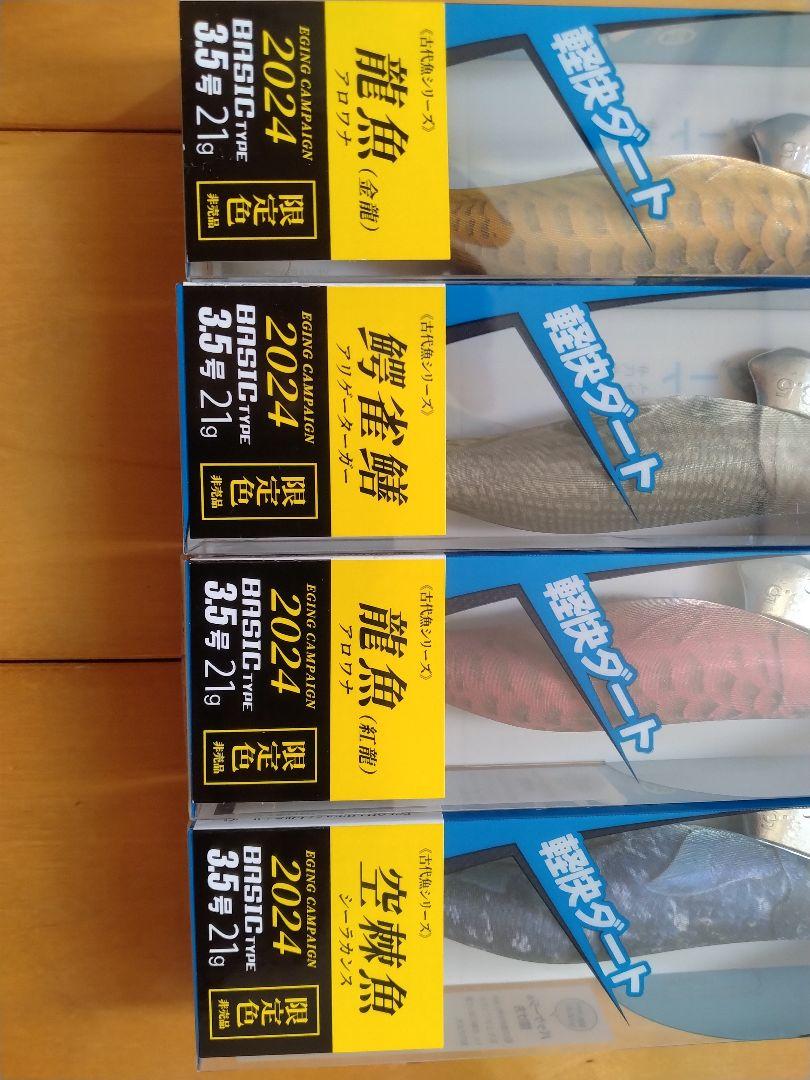 《古代魚シリーズ》
龍魚(金龍)
アロワナ
EGING CAMPAIGN
2024
BASIC TYPE
3.5号 21g
限定色
非売品
軽快ダート
《古代魚シリーズ》
鰐雀鱔
アリゲーターガー
EGING CAMPAIGN
2024
BASIC TYPE
3.5号 21g
限定色
非売品
軽快ダート
《古代魚シリーズ》
龍魚(紅龍)
アロワナ
EGING CAMPAIGN
2024
BASIC TYPE
3.5号 21g
限定色
非売品
軽快ダート
《古代魚シリーズ》
空棘魚
シーラカンス
EGING CAMPAIGN
2024
BASIC TYPE
3.5号 21g
限定色
非売品
軽快ダート